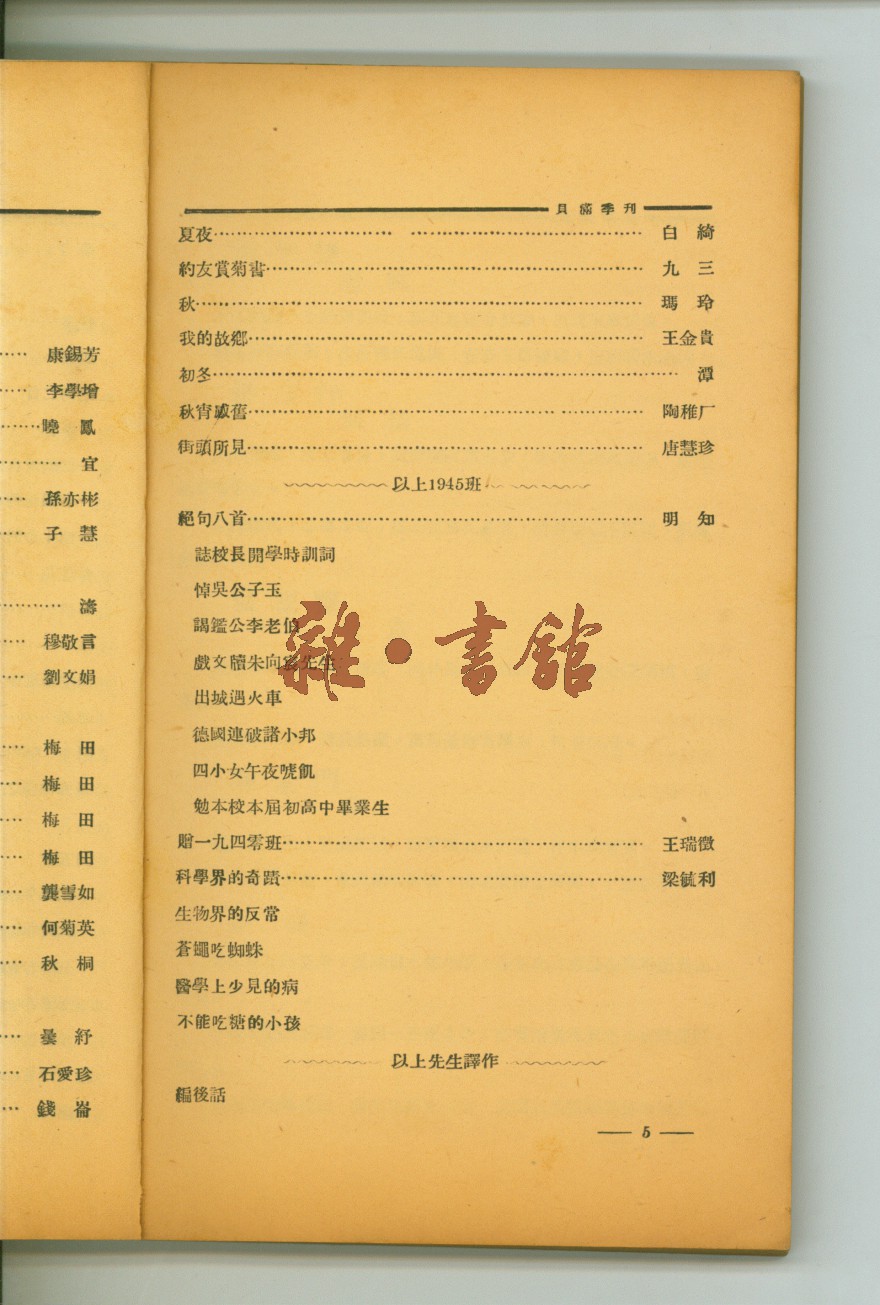 康錫芳
李學增
曉 鳳
宜
孫亦彬
子 慧
濤
穆敬言
劉文娟
梅 田
梅 田
梅 田
梅 田
龔雪如
何菊英
秋 桐
曇 紓
石愛珍
錢 崙
貝滿季刊
夏夜…………………… ………………………… 白 綺
約友賞菊書………………………………………… 九 三
秋………………………………………………… 瑪 玲
我的故鄉………………………………………… 王金貴
初冬……………………………………………… 潭
秋宵感舊………………………………………… 陶稚厂
街頭所見………………………………………… 唐慧珍
以上1945班
絕句八首………………………………………… 明 知
誌校長開學時訓詞
悼吳公子玉
謁鑑公李老伯
戲文牘朱向先生
出城遇火車
德國連破諸小邦
四小女午夜唬飢
勉本校本屆初高中畢業生
贈一九四零班…………………………………… 王瑞徵
科學界的奇蹟…………………………………… 梁毓利
生物界的反常
蒼蠅吃蜘蛛
醫學上少見的病
不能吃糖的小孩
以上先生譯作
編後話
— 5 —
雜·書館